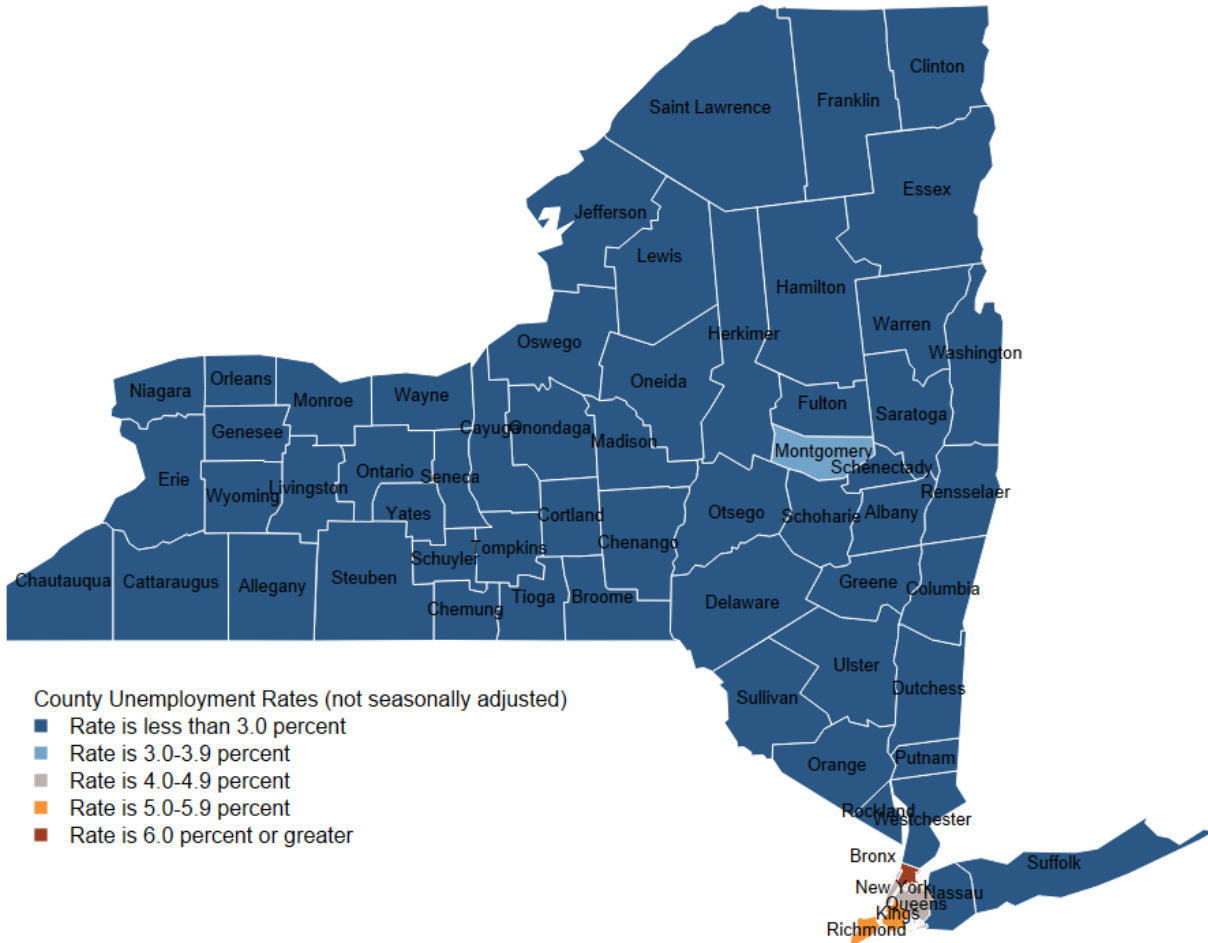 Clinton
Saint Lawrence
Franklin
Essex
Jefferson
Lewis
Hamilton
Warren
Herkimer
Oswego
Washington
Oneida
Orleans
Niagara
Monroe
Wayne
Fulton
Saratoga
Genesee
Cayuga
Onondaga
Madison
Montgomery
Schenectady
Ontario
Seneca
Erie
Livingston
Wyoming
Rensselaer
Yates
Cortland
Otsego
Schoharie
Albany
Chenango
Tompkins
Schuyler
Chautauqua
Cattaraugus
Allegany
Steuben
Greene
Columbia
Tioga
Broome
Chemung
Delaware
Ulster
Dutchess
Sullivan
Putnam
Orange
Rockland
Westchester
Bronx
Suffolk
New York
Nassau
Queens
Kings
Richmond
County Unemployment Rates (not seasonally adjusted)
Rate is less than 3.0 percent
Rate is 3.0-3.9 percent
Rate is 4.0-4.9 percent
Rate is 5.0-5.9 percent
Rate is 6.0 percent or greater